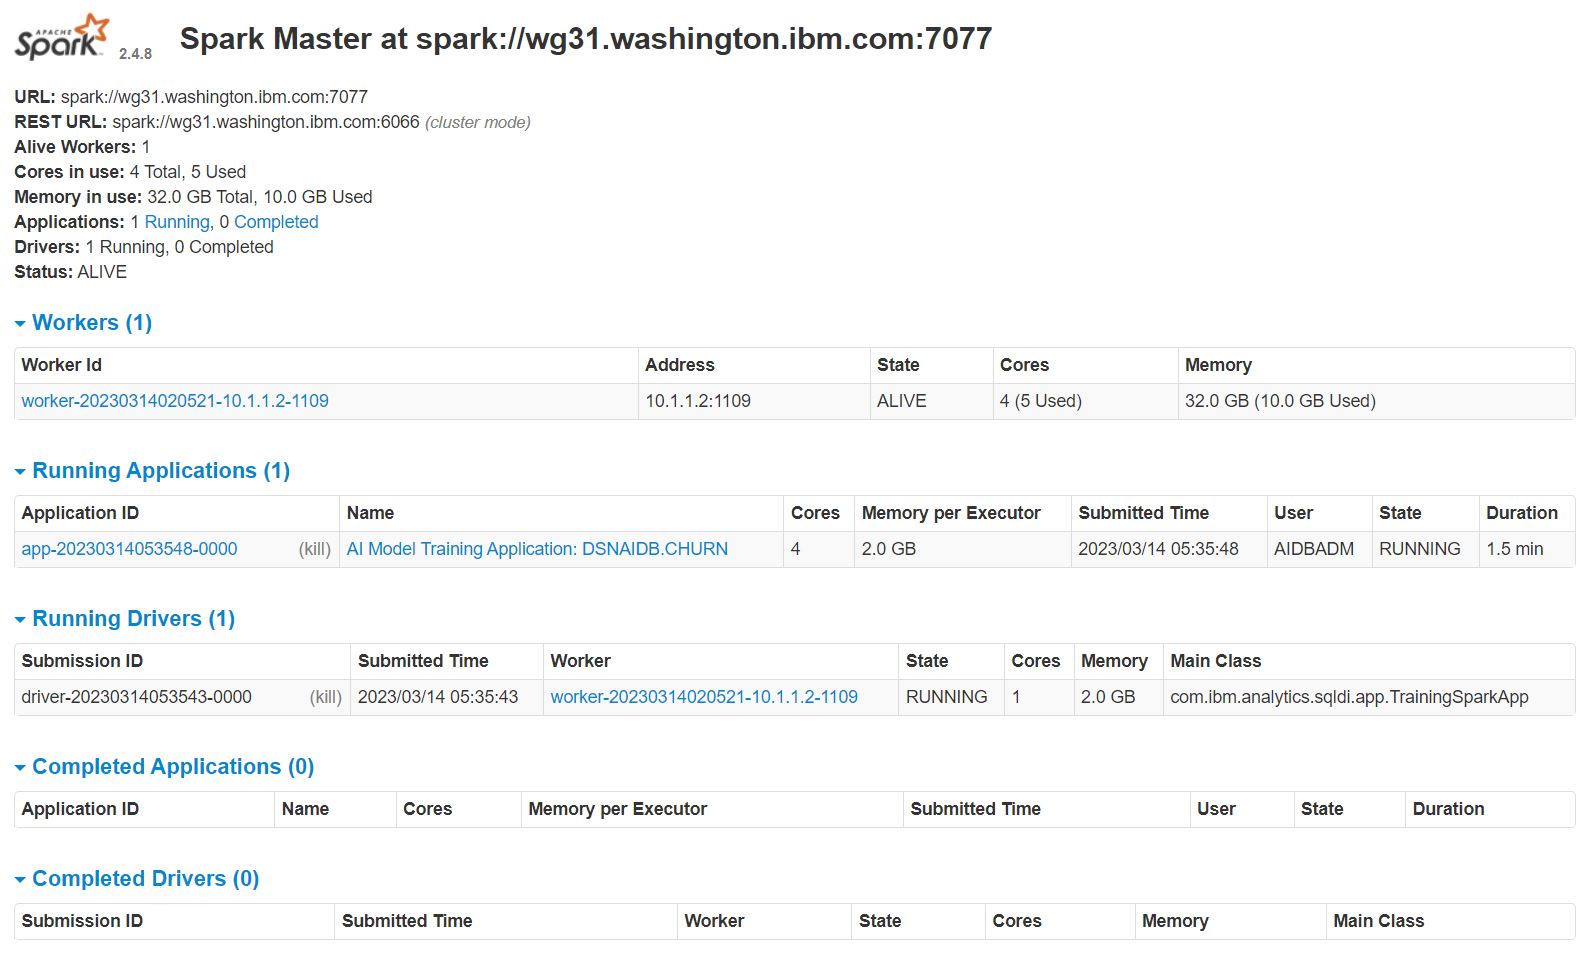 APACHE
Spark 2.4.8 Spark Master at spark://wg31.washington.ibm.com:7077
URL: spark://wg31.washington.ibm.com:7077
REST URL: spark://wg31.washington.ibm.com:6066 (cluster mode)
Alive Workers: 1
Cores in use: 4 Total, 5 Used
Memory in use: 32.0 GB Total, 10.0 GB Used
Applications: 1 Running, 0 Completed
Drivers: 1 Running, 0 Completed
Status: ALIVE
Workers (1)
Worker Id Address State Cores Memory
worker-20230314020521-10.1.1.2-1109 10.1.1.2:1109 ALIVE 4 (5 Used) 32.0 GB (10.0 GB Used)
Running Applications (1)
Application ID Name Cores Memory per Executor Submitted Time User State Duration
app-20230314053548-0000 (kill) AI Model Training Application: DSNAIDB.CHURN 4 2.0 GB 2023/03/14 05:35:48 AIDBADM RUNNING 1.5 min
Running Drivers (1)
Submission ID Submitted Time Worker State Cores Memory Main Class
driver-20230314053543-0000 (kill) 2023/03/14 05:35:43 worker-20230314020521-10.1.1.2-1109 RUNNING 1 2.0 GB com.ibm.analytics.sqldi.app.TrainingSparkApp
Completed Applications (0)
Application ID Name Cores Memory per Executor Submitted Time User State Duration
Completed Drivers (0)
Submission ID Submitted Time Worker State Cores Memory Main Class